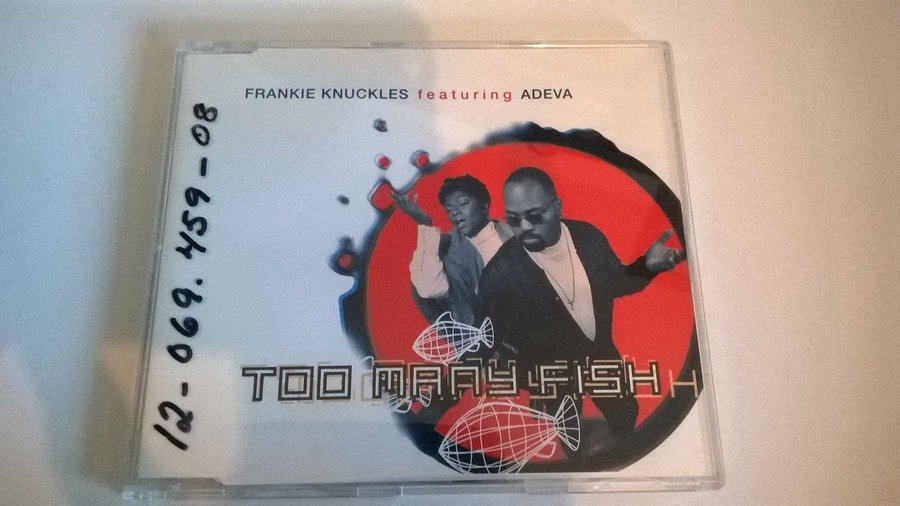 FRANKIE KNUCKLES featuring ADEVA
TOO MANY FISH
12-069.459-08